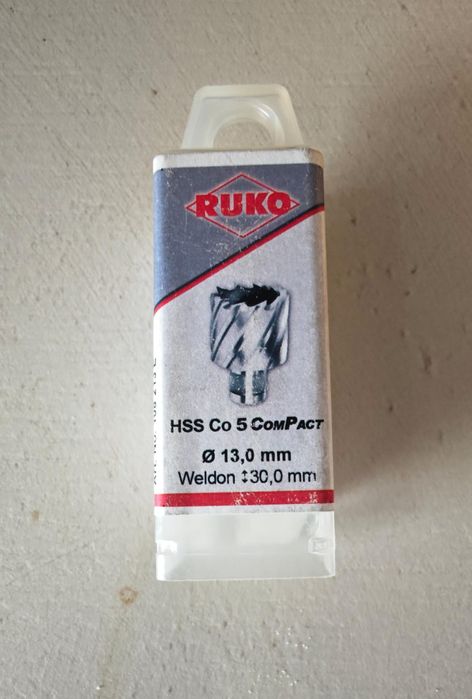 RUKO
HSS Co 5 COMPACT
Ø 13,0 mm
Weldon ↕30,0 mm